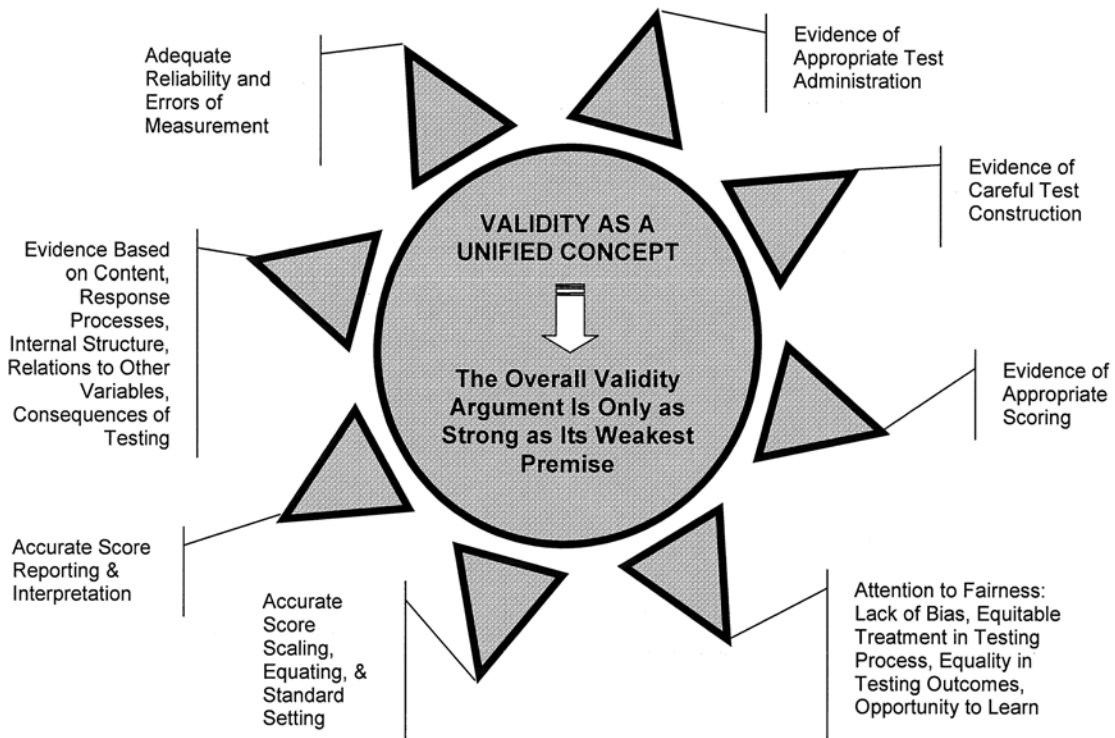 Adequate
Reliability and
Errors of
Measurement
Evidence of
Appropriate Test
Administration
Evidence of
Careful Test
Construction
VALIDITY AS A
UNIFIED CONCEPT
The Overall Validity
Argument Is Only as
Strong as Its Weakest
Premise
Evidence Based
on Content,
Response
Processes,
Internal Structure,
Relations to Other
Variables,
Consequences of
Testing
Evidence of
Appropriate
Scoring
Accurate Score
Reporting &
Interpretation
Accurate
Score
Scaling,
Equating, &
Standard
Setting
Attention to Fairness:
Lack of Bias, Equitable
Treatment in Testing
Process, Equality in
Testing Outcomes,
Opportunity to Learn